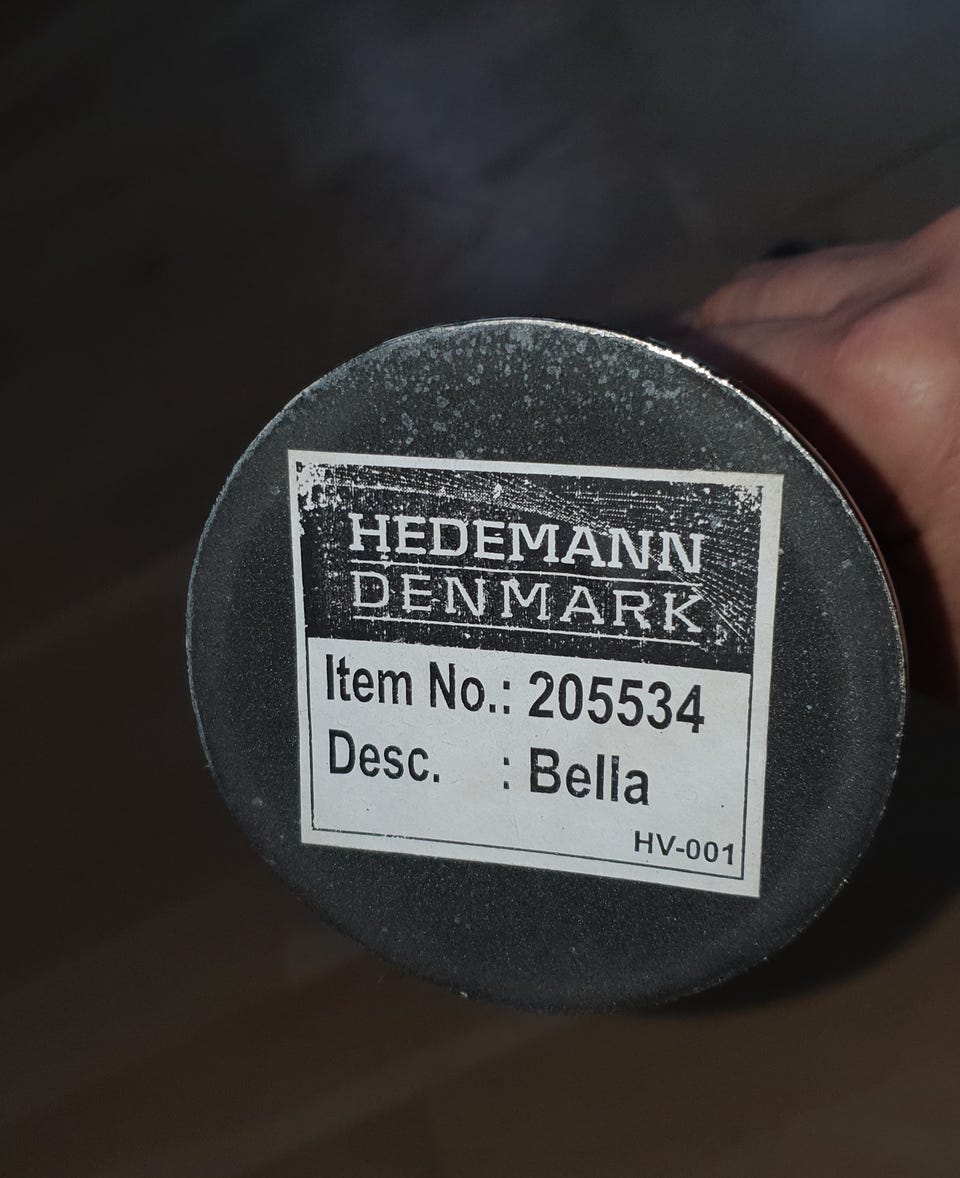 HEDEMANN
DENMARK
Item No.: 205534
Desc. : Bella
HV-001